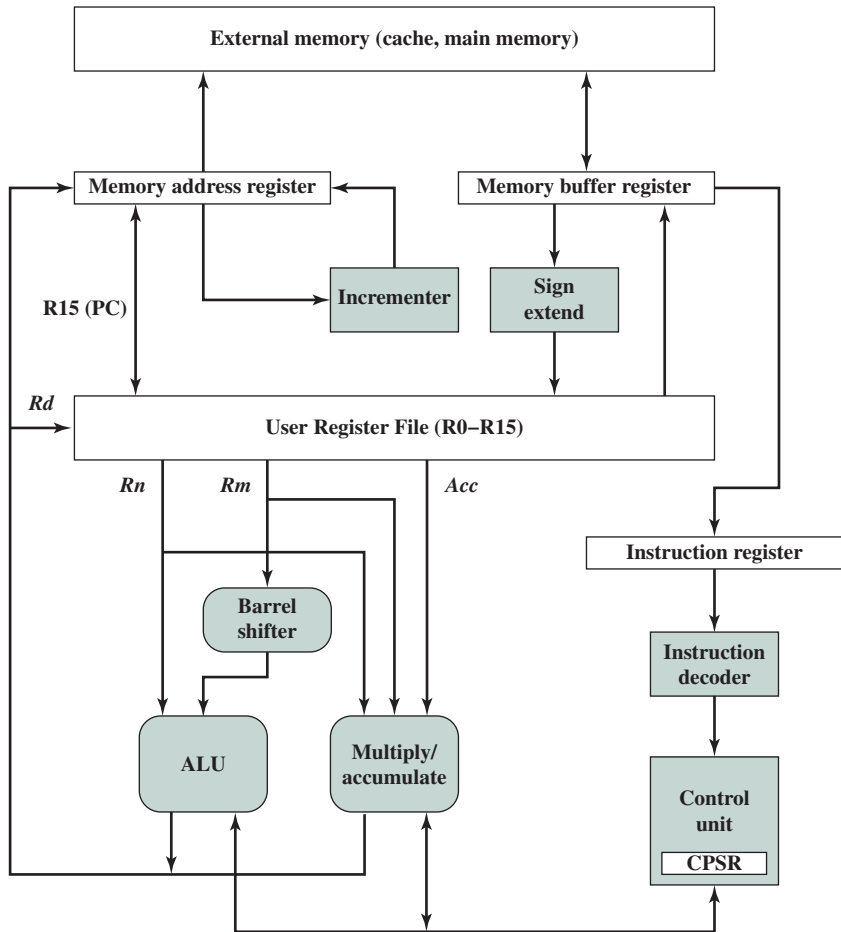 External memory (cache, main memory)
Memory address register
Memory buffer register
R15 (PC)
Incrementer
Sign
extend
Rd
User Register File (R0–R15)
Rn
Rm
Acc
Instruction register
Barrel
shifter
Instruction
decoder
ALU
Multiply/
accumulate
Control
unit
CPSR